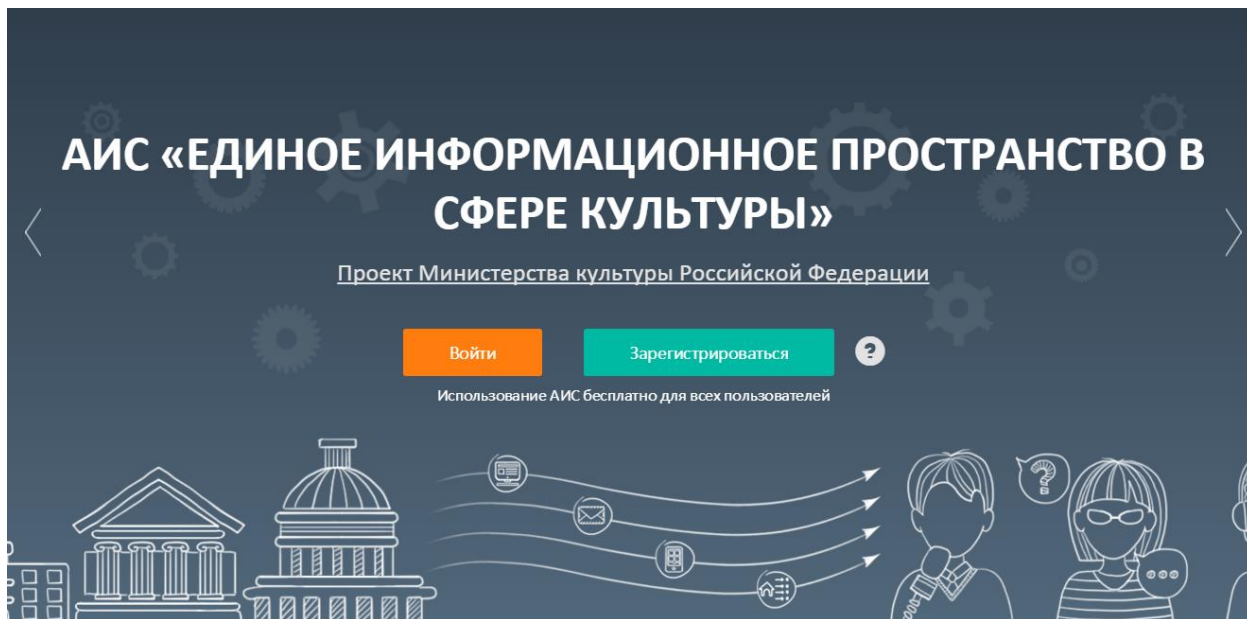 АИС «ЕДИНОЕ ИНФОРМАЦИОННОЕ ПРОСТРАНСТВО В
СФЕРЕ КУЛЬТУРЫ»
Проект Министерства культуры Российской Федерации
Войти
Зарегистрироваться
?
Использование АИС бесплатно для всех пользователей
?